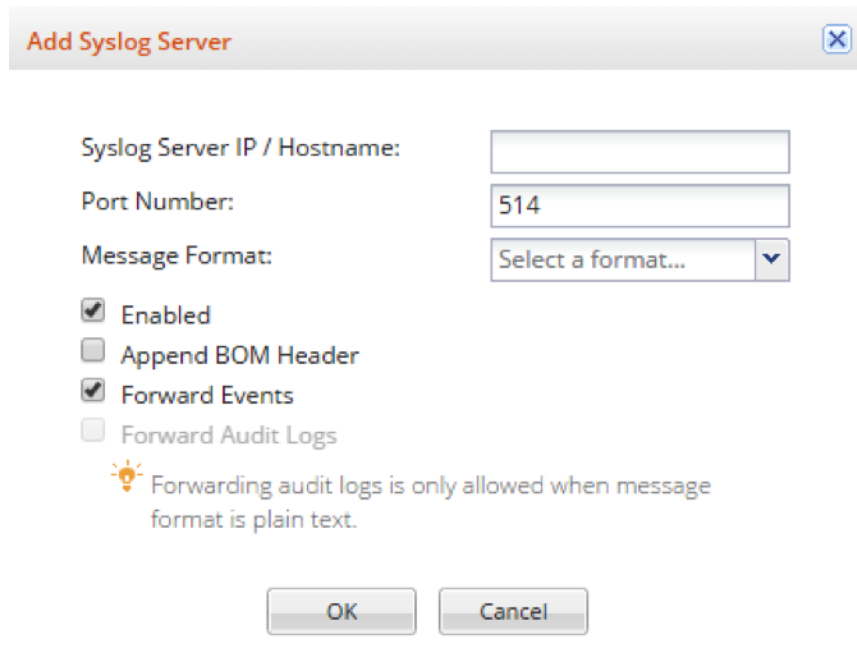 Add Syslog Server
Syslog Server IP / Hostname:
Port Number:
514
Message Format:
Select a format...
Enabled
Append BOM Header
Forward Events
Forward Audit Logs
Forwarding audit logs is only allowed when message
format is plain text.
OK
Cancel